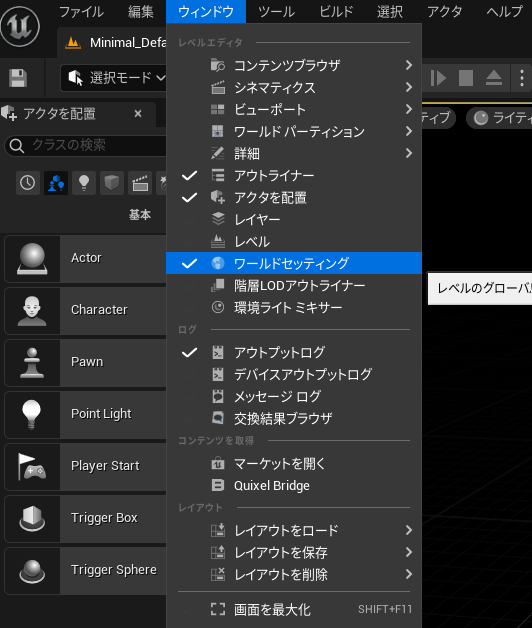 ファイル 編集 ウィンドウ ツール ビルド 選択 アクタ ヘルプ
Minimal_Defa
選択モード
アクタを配置
クラスの検索
基本
Actor
Character
Pawn
Point Light
Player Start
Trigger Box
Trigger Sphere
レベルエディタ
コンテンツブラウザ
シネマティクス
ビューポート
ワールド パーティション
詳細
アウトライナー
アクタを配置
レイヤー
レベル
ワールドセッティング
階層LODアウトライナー
環境ライト ミキサー
ログ
アウトプットログ
デバイスアウトプットログ
メッセージ ログ
交換結果ブラウザ
コンテンツを取得
マーケットを開く
Quixel Bridge
レイアウト
レイアウトをロード
レイアウトを保存
レイアウトを削除
画面を最大化 SHIFT+F11
ティブ
ライティ
レベルのグローバル